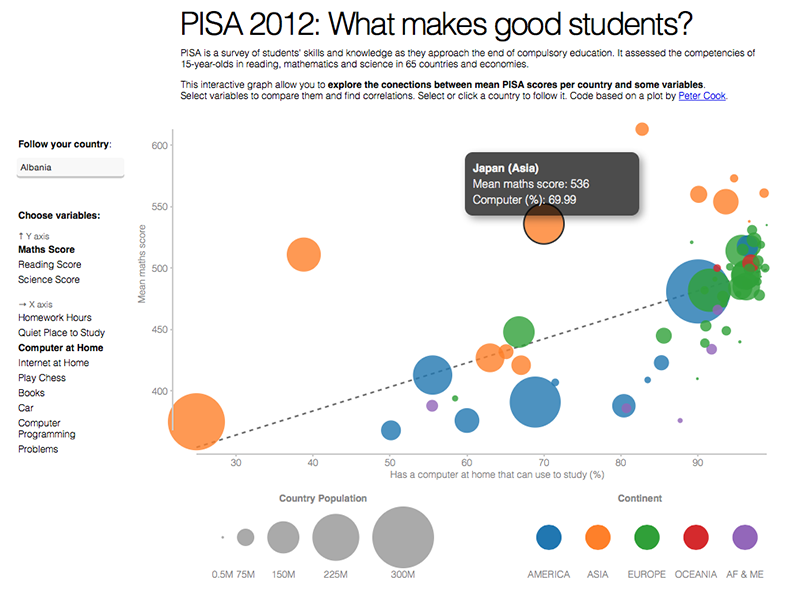 PISA 2012: What makes good students?
PISA is a survey of students' skills and knowledge as they approach the end of compulsory education. It assessed the competencies of
15-year-olds in reading, mathematics and science in 65 countries and economies.
This interactive graph allow you to explore the conections between mean PISA scores per country and some variables.
Select variables to compare them and find correlations. Select or click a country to follow it. Code based on a plot by Peter Cook.
Follow your country:
Albania
Choose variables:
↑ Y axis
Maths Score
Reading Score
Science Score
→ X axis
Homework Hours
Quiet Place to Study
Computer at Home
Internet at Home
Play Chess
Books
Car
Computer
Programming
Problems
Mean maths score
600
550
500
450
400
Japan (Asia)
Mean maths score: 536
Computer (%): 69.99
30 40 50 60 70 80 90
Has a computer at home that can use to study (%)
Country Population
0.5M 75M 150M 225M 300M
Continent
AMERICA ASIA EUROPE OCEANIA AF & ME